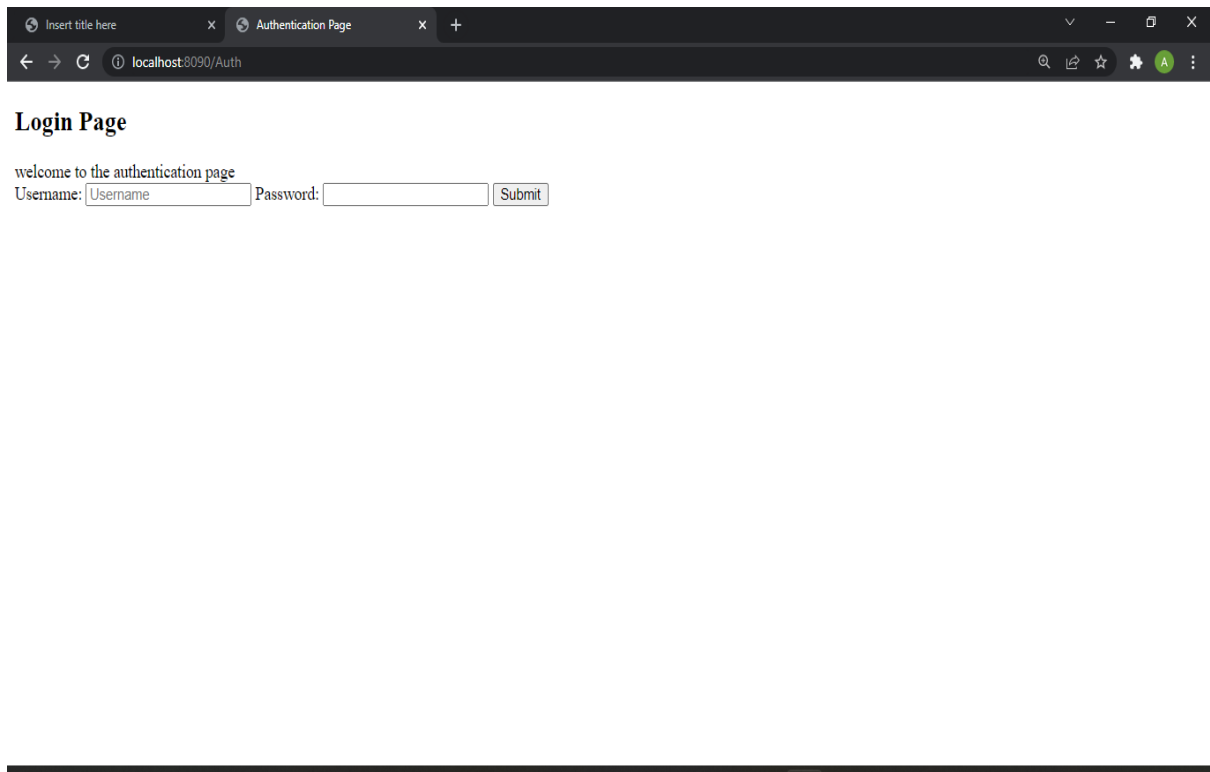 Insert title here Authentication Page
localhost:8090/Auth A
Login Page
welcome to the authentication page
Username: Username Password: Submit